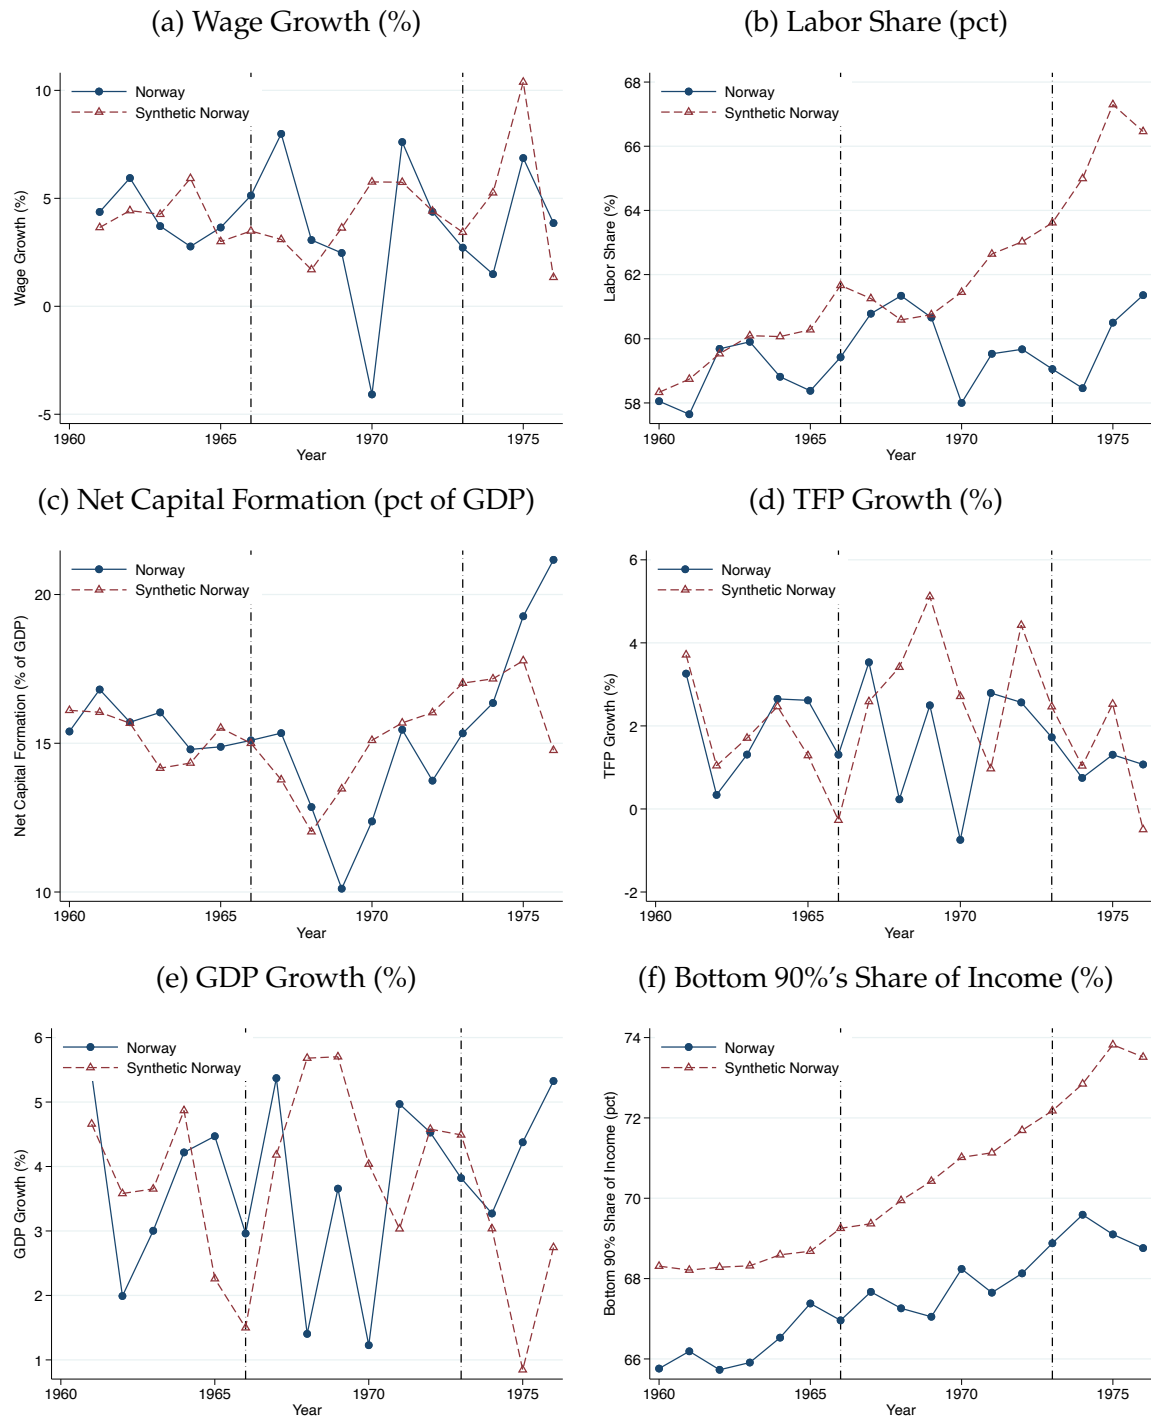 (a) Wage Growth (%)
Norway
Synthetic Norway
Wage Growth (%)
10
5
0
-5
1960
1965
1970
1975
Year
(b) Labor Share (pct)
Norway
Synthetic Norway
Labor Share (%)
68
66
64
62
60
58
1960
1965
1970
1975
Year
(c) Net Capital Formation (pct of GDP)
Norway
Synthetic Norway
Net Capital Formation (% of GDP)
20
15
10
1960
1965
1970
1975
Year
(d) TFP Growth (%)
Norway
Synthetic Norway
TFP Growth (%)
6
4
2
0
-2
1960
1965
1970
1975
Year
(e) GDP Growth (%)
Norway
Synthetic Norway
GDP Growth (%)
6
5
4
3
2
1
1960
1965
1970
1975
Year
(f) Bottom 90%'s Share of Income (%)
Norway
Synthetic Norway
Bottom 90% Share of Income (pct)
74
72
70
68
66
1960
1965
1970
1975
Year